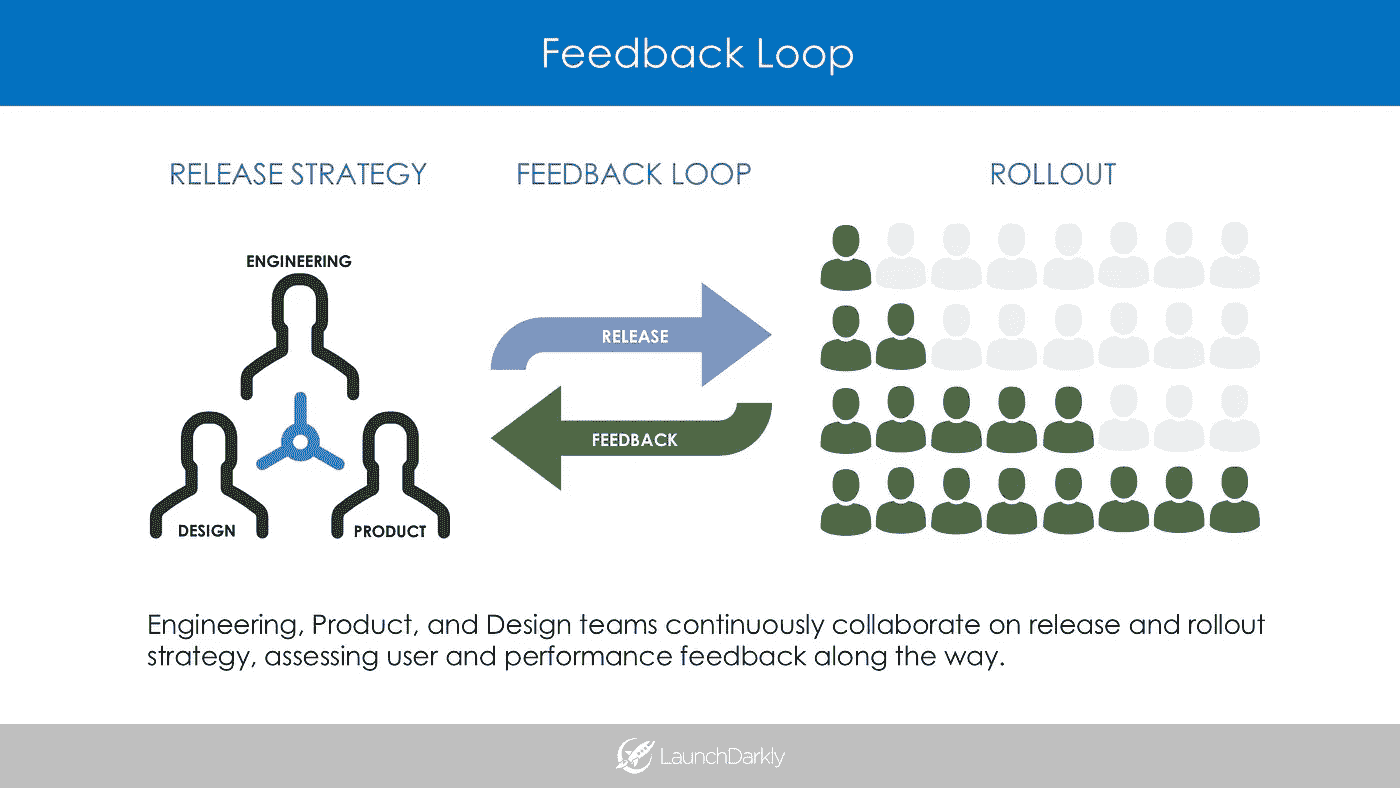 Feedback Loop
RELEASE STRATEGY
FEEDBACK LOOP
ROLLOUT
ENGINEERING
DESIGN
PRODUCT
RELEASE
FEEDBACK
Engineering, Product, and Design teams continuously collaborate on release and rollout
strategy, assessing user and performance feedback along the way.
LaunchDarkly